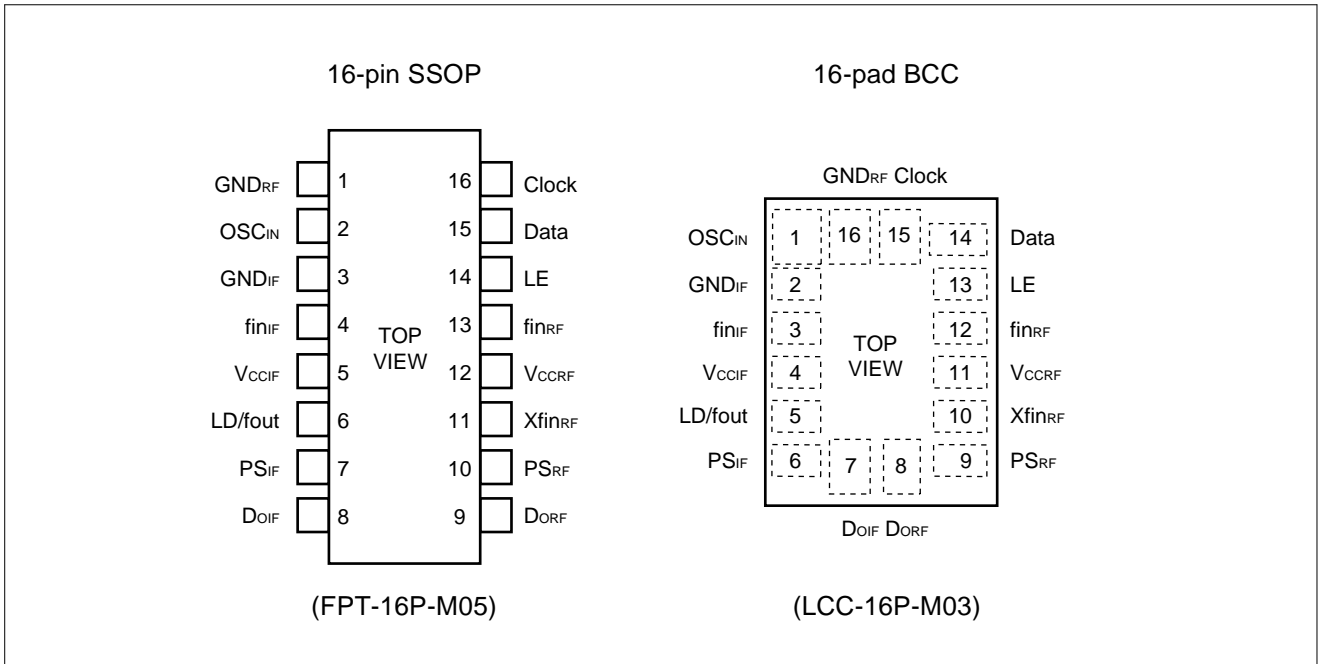 16-pin SSOP
GNDRF 1 16 Clock
OSCIN 2 15 Data
GNDIF 3 14 LE
finIF 4 13 finRF
TOP
VIEW
VCCIF 5 12 VCCRF
LD/fout 6 11 XfinRF
PSIF 7 10 PSRF
DOIF 8 9 DORF
(FPT-16P-M05)
16-pad BCC
GNDRF Clock
OSCIN 1 16 15 14 Data
GNDIF 2 13 LE
finIF 3 12 finRF
TOP
VIEW
VCCIF 4 11 VCCRF
LD/fout 5 10 XfinRF
PSIF 6 7 8 9 PSRF
DOIF DORF
(LCC-16P-M03)